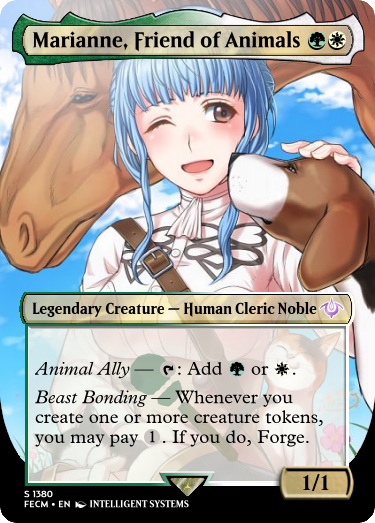 Marianne, Friend of Animals
Legendary Creature — Human Cleric Noble
Animal Ally — : Add or .
Beast Bonding — Whenever you
create one or more creature tokens,
you may pay 1 . If you do, Forge.
1/1
S 1380
FECM • EN INTELLIGENT SYSTEMS